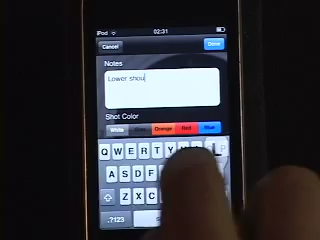 iPod 02:31
Cancel Done
Notes
Lower shou
Shot Color
White Orange Red Blue
Q W E R T Y
A S D F
Z X C
.?123